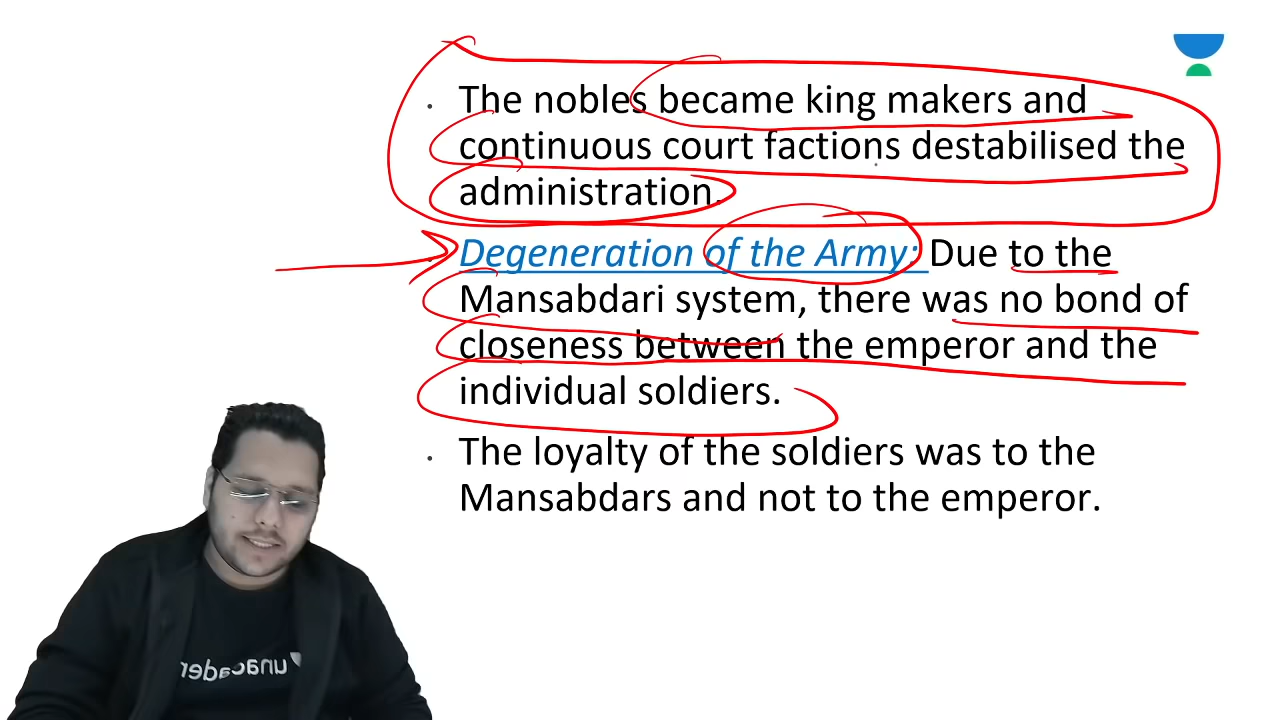 The nobles became king makers and
continuous court factions destabilised the
administration.
Degeneration of the Army: Due to the
Mansabdari system, there was no bond of
closeness between the emperor and the
individual soldiers.
The loyalty of the soldiers was to the
Mansabdars and not to the emperor.
unacadem